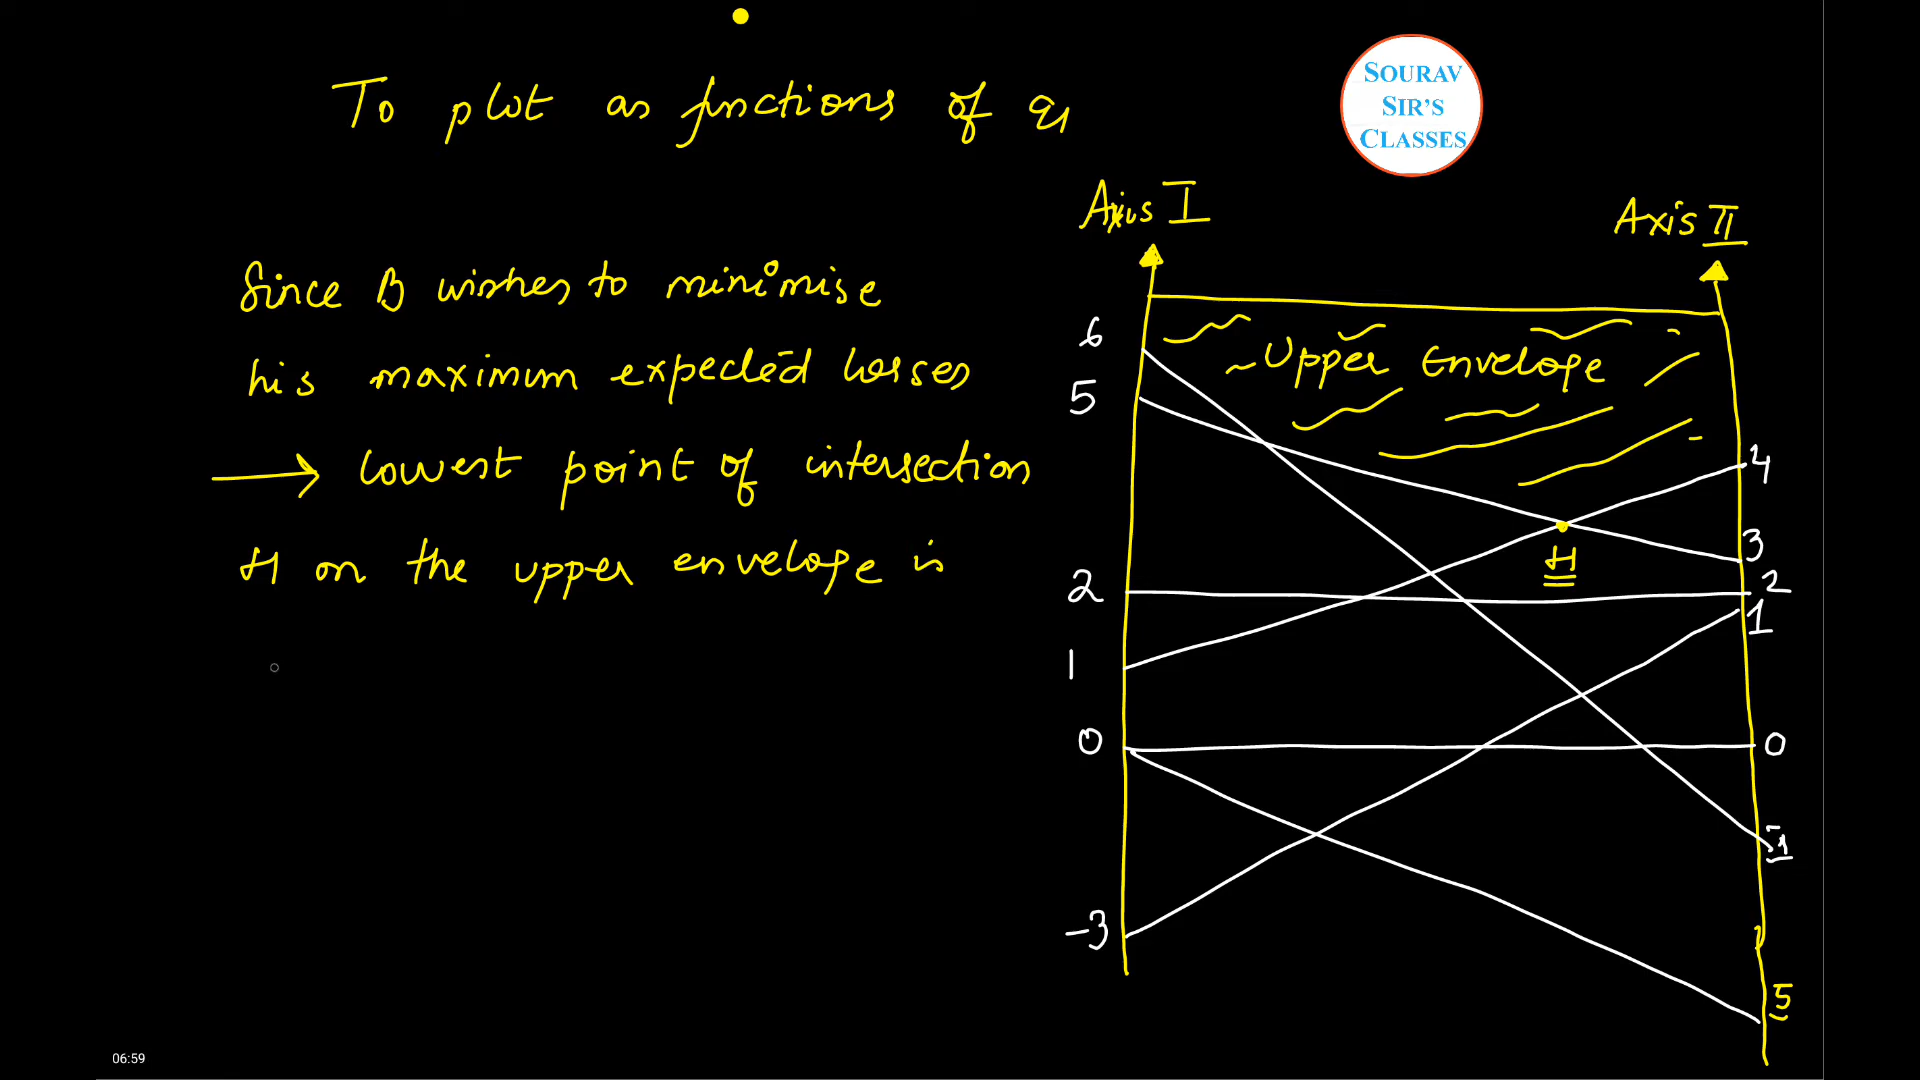 To plot as functions of q1
SOURAV
SIR'S
CLASSES
Axis I
Axis II
Since B wishes to minimise
his maximum expected losses
→ lowest point of intersection
H on the upper envelope is
Upper Envelope
6
5
2
1
0
-3
4
3
2
1
0
-1
5
H
06:59